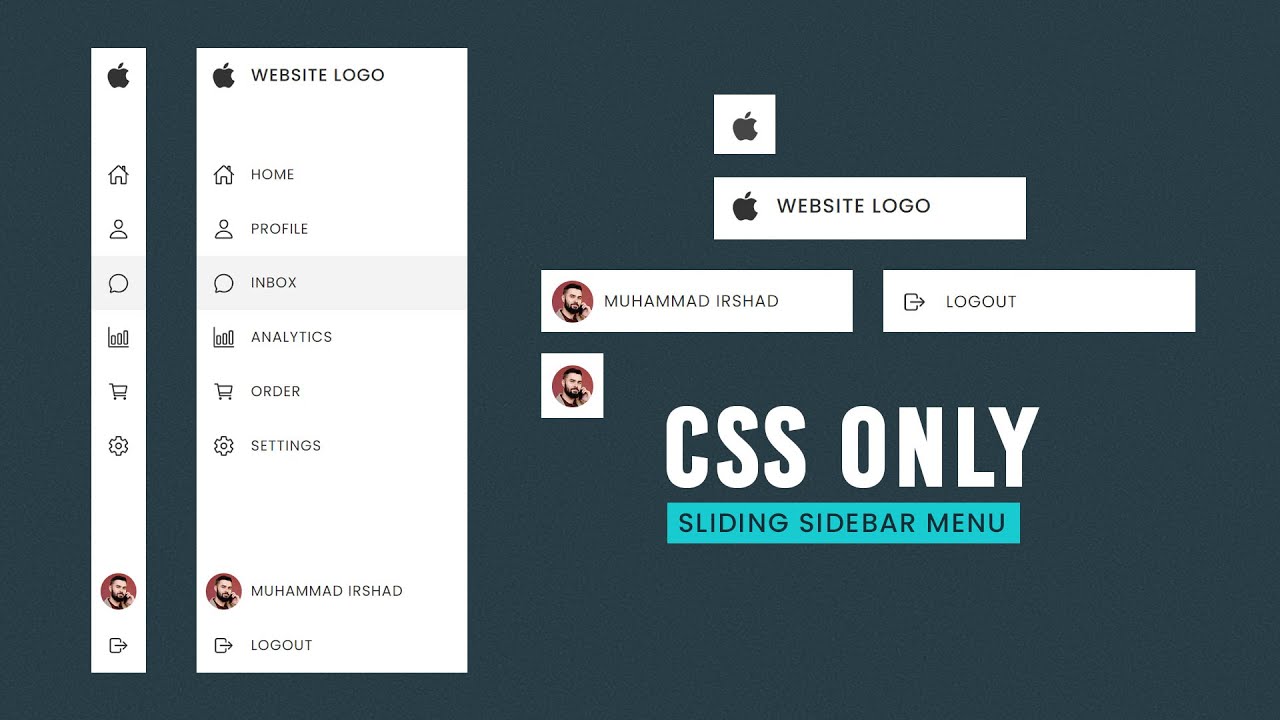 WEBSITE LOGO
HOME
PROFILE
INBOX
ANALYTICS
ORDER
SETTINGS
MUHAMMAD IRSHAD
LOGOUT
WEBSITE LOGO
MUHAMMAD IRSHAD
LOGOUT
CSS ONLY
SLIDING SIDEBAR MENU